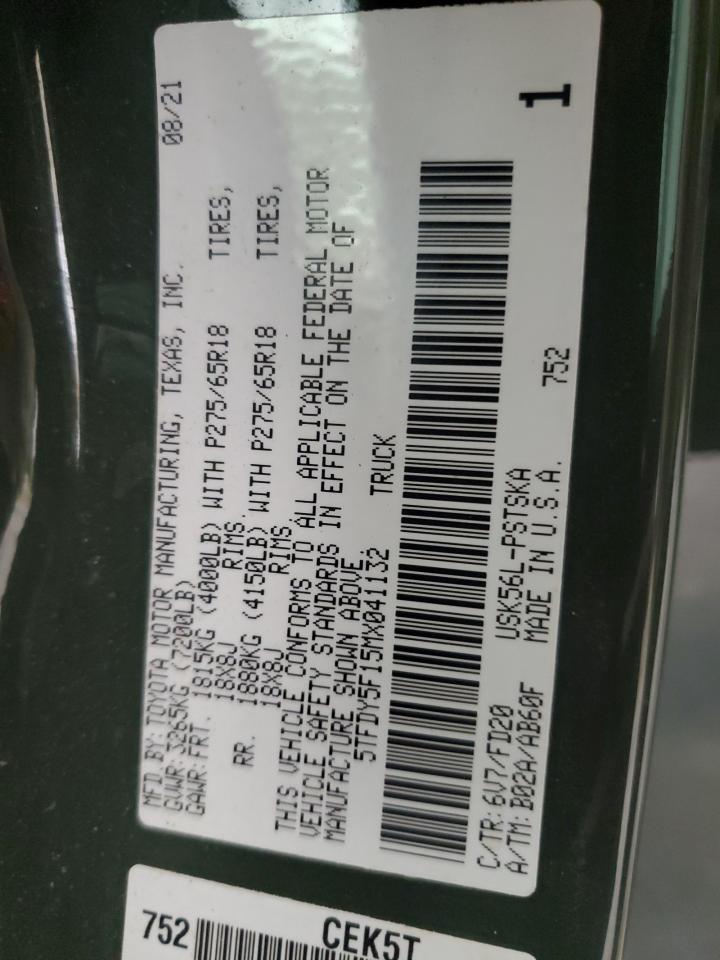 MFD BY: TOYOTA MOTOR MANUFACTURING, TEXAS, INC. 08/21
GVWR: 3265KG (7200LB)
GAWR: FRT. 1815KG (4000LB) WITH P275/65R18 TIRES,
18X8J RIMS.
RR. 1880KG (4150LB) WITH P275/65R18 TIRES,
18X8J RIMS.
THIS VEHICLE CONFORMS TO ALL APPLICABLE FEDERAL MOTOR
VEHICLE SAFETY STANDARDS IN EFFECT ON THE DATE OF
MANUFACTURE SHOWN ABOVE.
5TFDY5F15MX041132 TRUCK
C/TR: 6V7/FD20 USK56L-PSTSKA 752 1
A/TM: B02A/AB60F MADE IN U.S.A.
752 CEK5T